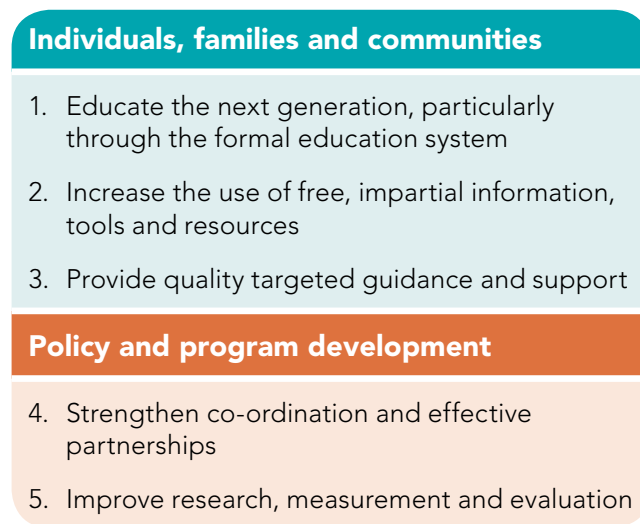 Individuals, families and communities
1. Educate the next generation, particularly
through the formal education system
2. Increase the use of free, impartial information,
tools and resources
3. Provide quality targeted guidance and support
Policy and program development
4. Strengthen co-ordination and effective
partnerships
5. Improve research, measurement and evaluation